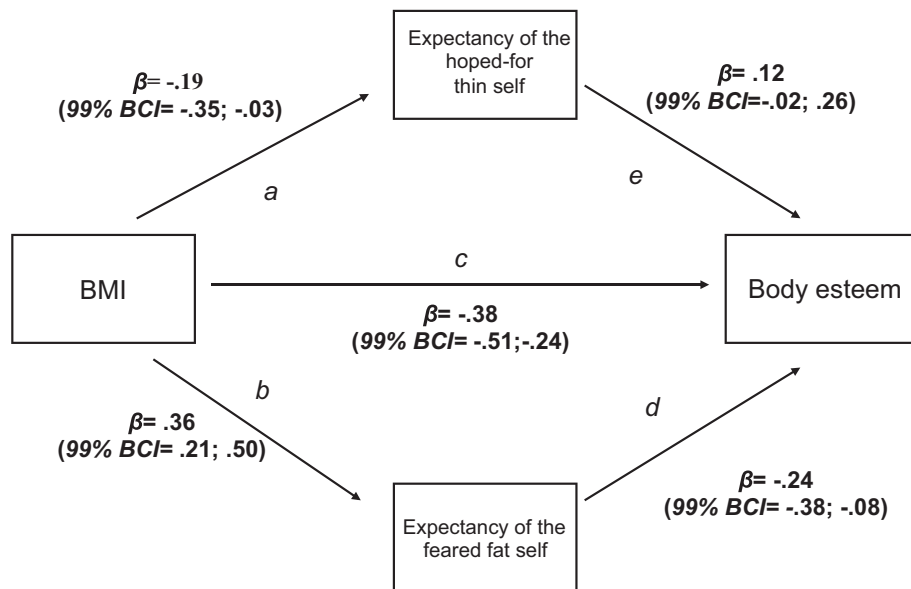 Expectancy of the
hoped-for
thin self
β= -.19
(99% BCI= -.35; -.03)
β= .12
(99% BCI=-.02; .26)
a
e
BMI
c
Body esteem
β= -.38
(99% BCI= -.51;-.24)
b
d
β= .36
(99% BCI= .21; .50)
β= -.24
(99% BCI= -.38; -.08)
Expectancy of the
feared fat self